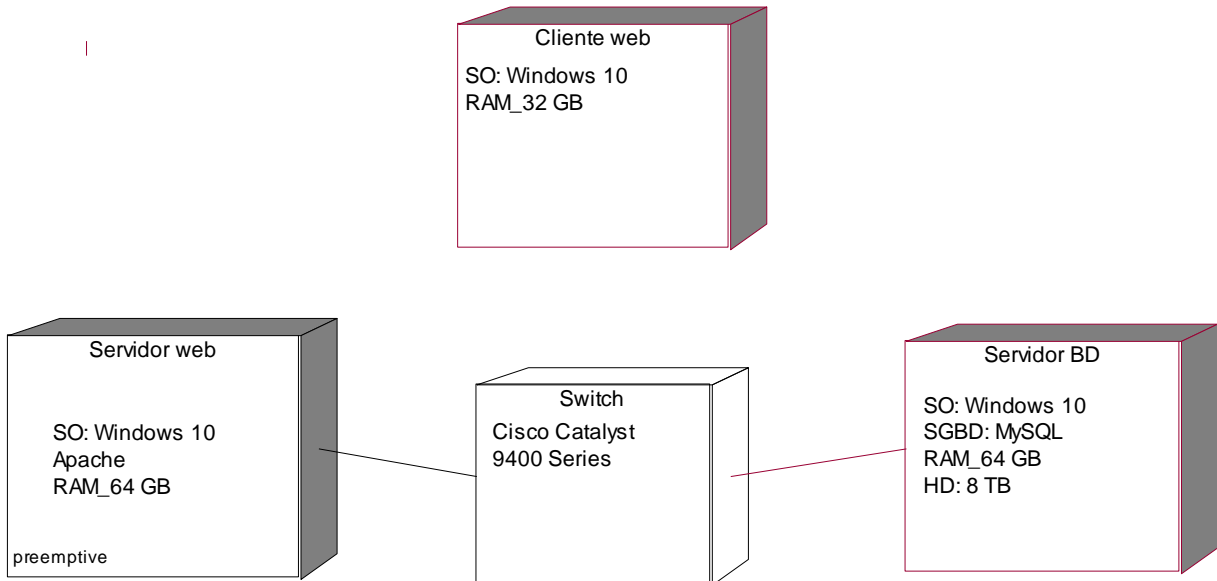 Cliente web
SO: Windows 10
RAM_32 GB
Servidor web
SO: Windows 10
Apache
RAM_64 GB
preemptive
Switch
Cisco Catalyst
9400 Series
Servidor BD
SO: Windows 10
SGBD: MySQL
RAM_64 GB
HD: 8 TB